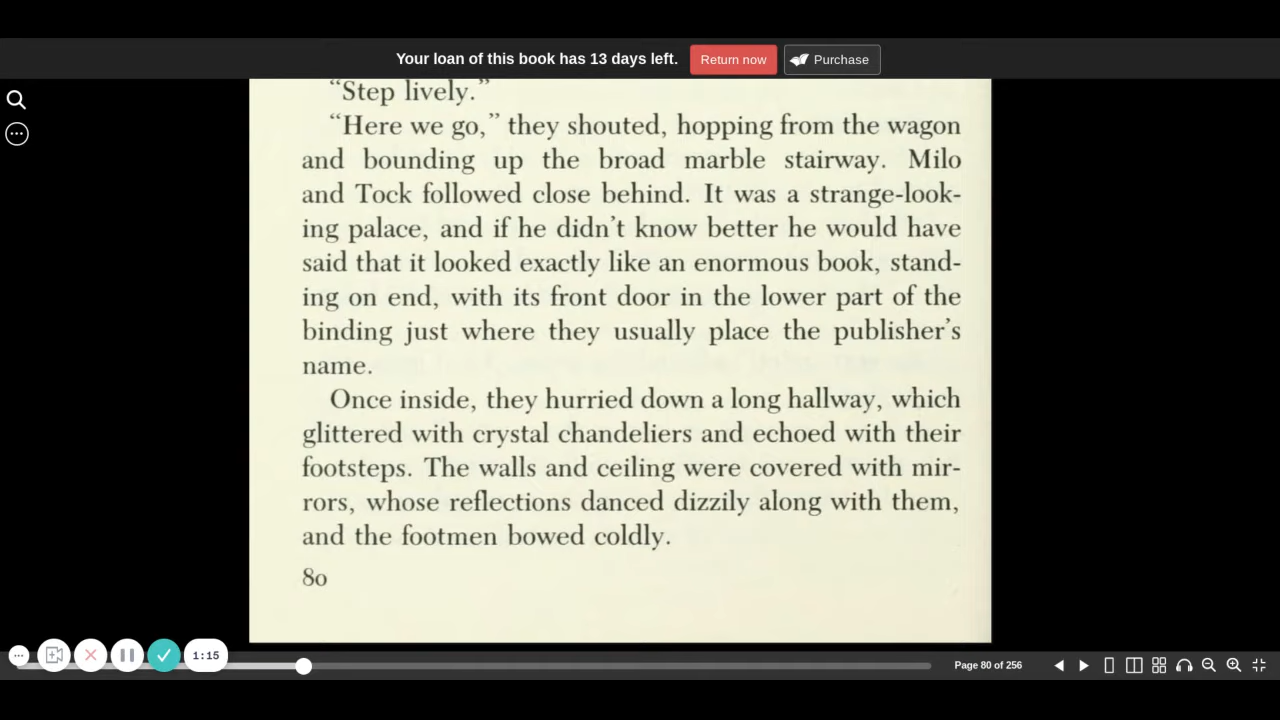 Your loan of this book has 13 days left. Return now Purchase
“Step lively.”
“Here we go,” they shouted, hopping from the wagon
and bounding up the broad marble stairway. Milo
and Tock followed close behind. It was a strange-look-
ing palace, and if he didn’t know better he would have
said that it looked exactly like an enormous book, stand-
ing on end, with its front door in the lower part of the
binding just where they usually place the publisher’s
name.
Once inside, they hurried down a long hallway, which
glittered with crystal chandeliers and echoed with their
footsteps. The walls and ceiling were covered with mir-
rors, whose reflections danced dizzily along with them,
and the footmen bowed coldly.
80
1:15
Page 80 of 256